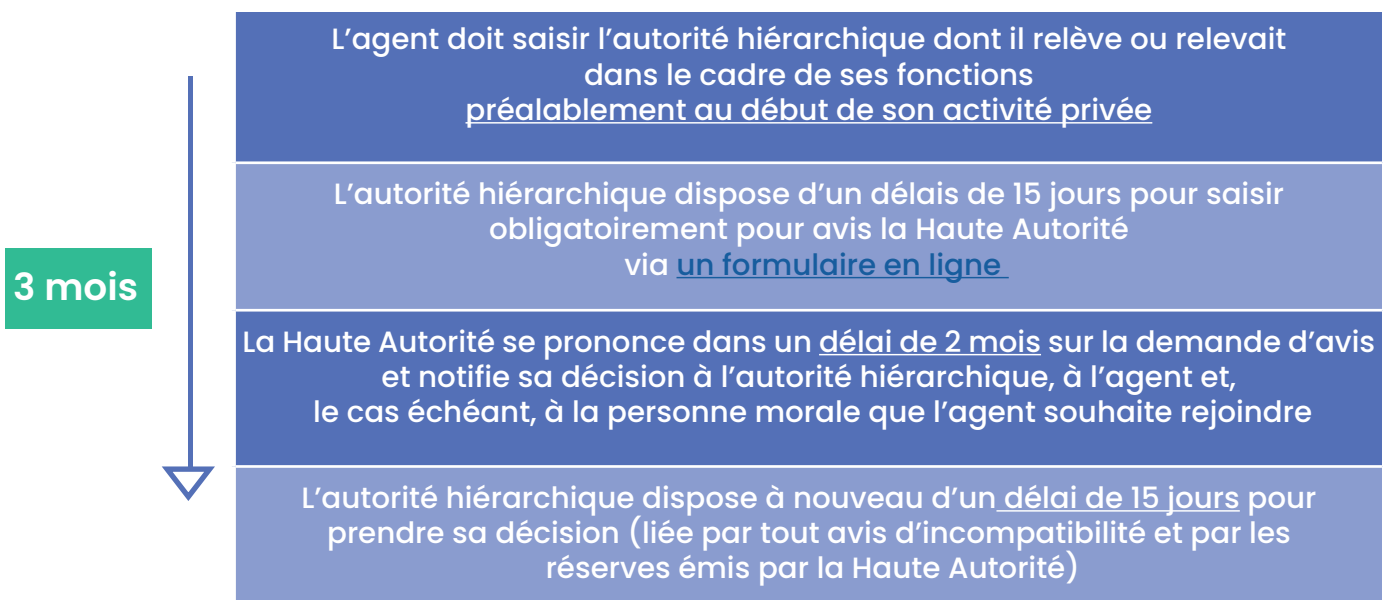 L’agent doit saisir l’autorité hiérarchique dont il relève ou relevait
dans le cadre de ses fonctions
préalablement au début de son activité privée
L’autorité hiérarchique dispose d’un délais de 15 jours pour saisir
obligatoirement pour avis la Haute Autorité
via un formulaire en ligne
3 mois
La Haute Autorité se prononce dans un délai de 2 mois sur la demande d’avis
et notifie sa décision à l’autorité hiérarchique, à l’agent et,
le cas échéant, à la personne morale que l’agent souhaite rejoindre
L’autorité hiérarchique dispose à nouveau d’un délai de 15 jours pour
prendre sa décision (liée par tout avis d’incompatibilité et par les
réserves émis par la Haute Autorité)